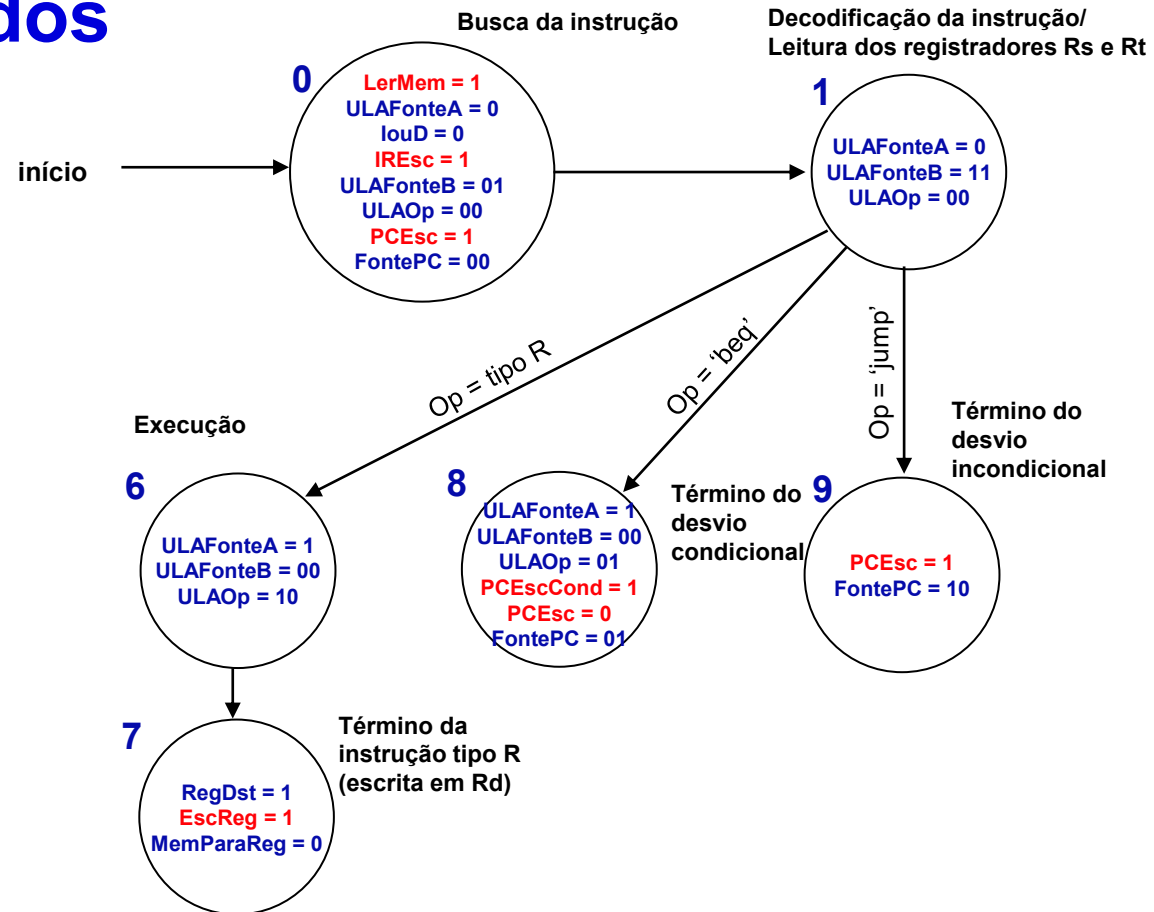 dos
Busca da instrução
Decodificação da instrução/
Leitura dos registradores Rs e Rt
início
0
LerMem = 1
ULAFonteA = 0
IouD = 0
IREsc = 1
ULAFonteB = 01
ULAOp = 00
PCEsc = 1
FontePC = 00
1
ULAFonteA = 0
ULAFonteB = 11
ULAOp = 00
Op = tipo R
Op = ‘beq’
Op = ‘jump’
Execução
6
ULAFonteA = 1
ULAFonteB = 00
ULAOp = 10
8
ULAFonteA = 1
ULAFonteB = 00
ULAOp = 01
PCEscCond = 1
PCEsc = 0
FontePC = 01
Término do
desvio
condicional
9
PCEsc = 1
FontePC = 10
Término do
desvio
incondicional
7
RegDst = 1
EscReg = 1
MemParaReg = 0
Término da
instrução tipo R
(escrita em Rd)